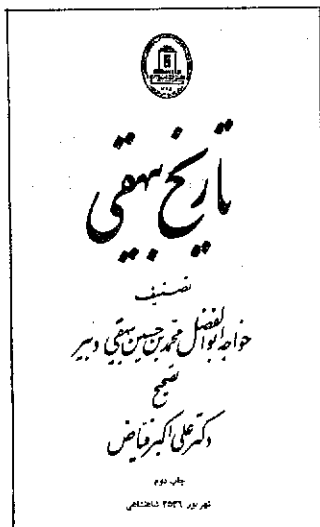 تاریخ بیهقی
تصنیف
خواجه ابوالفضل محمد بن حسین بیهقی دبیر
تصحیح
دکتر علی اکبر فیاض
چاپ دوم
شهریور ۲۵۳۶ شاهنشاهی